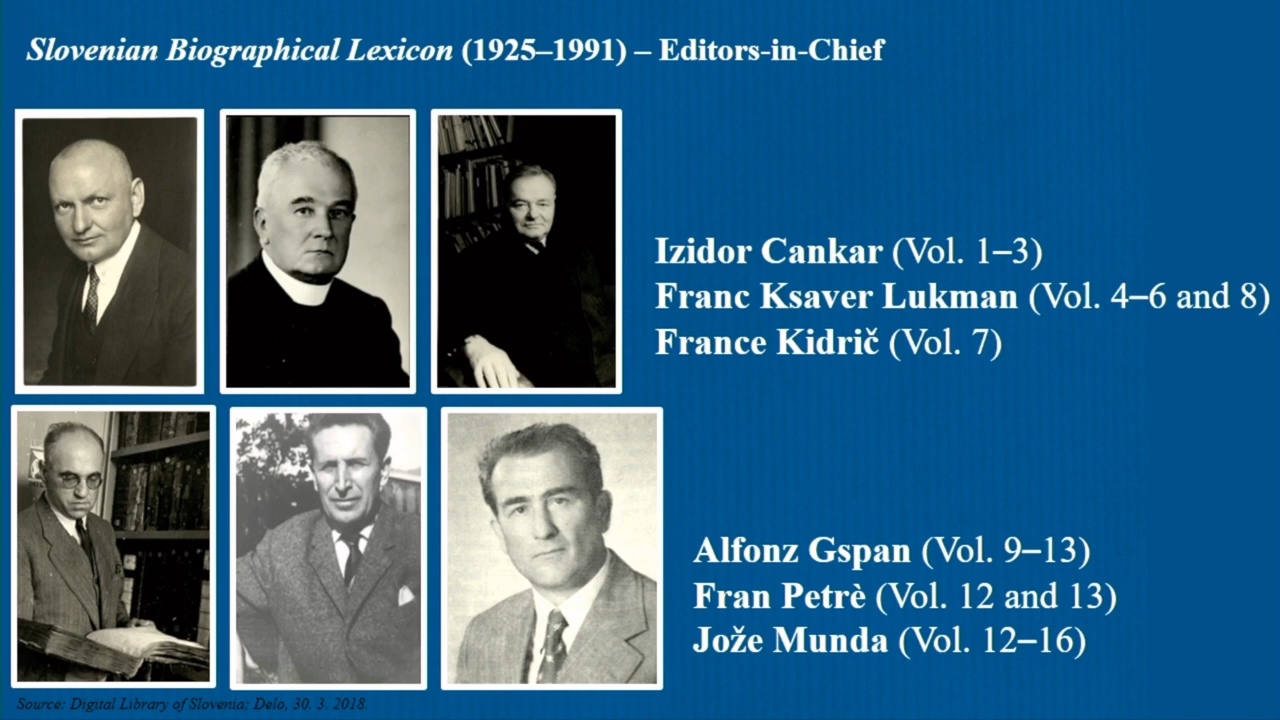 Slovenian Biographical Lexicon (1925–1991) – Editors-in-Chief
Izidor Cankar (Vol. 1–3)
Franc Ksaver Lukman (Vol. 4–6 and 8)
France Kidrič (Vol. 7)
Alfonz Gspan (Vol. 9–13)
Fran Petrè (Vol. 12 and 13)
Jože Munda (Vol. 12–16)
Source: Digital Library of Slovenia; Delo, 30. 3. 2018.